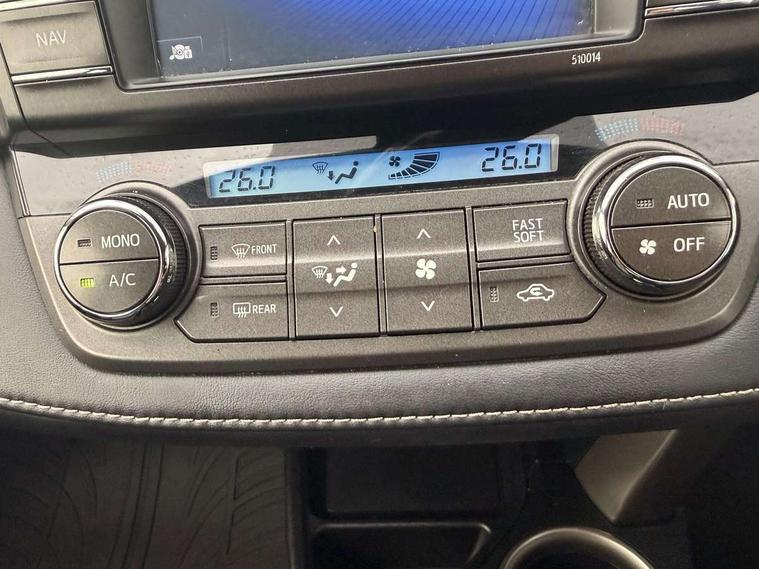 NAV
510014
26.0
26.0
MONO
A/C
FRONT
REAR
FAST
SOFT
AUTO
OFF